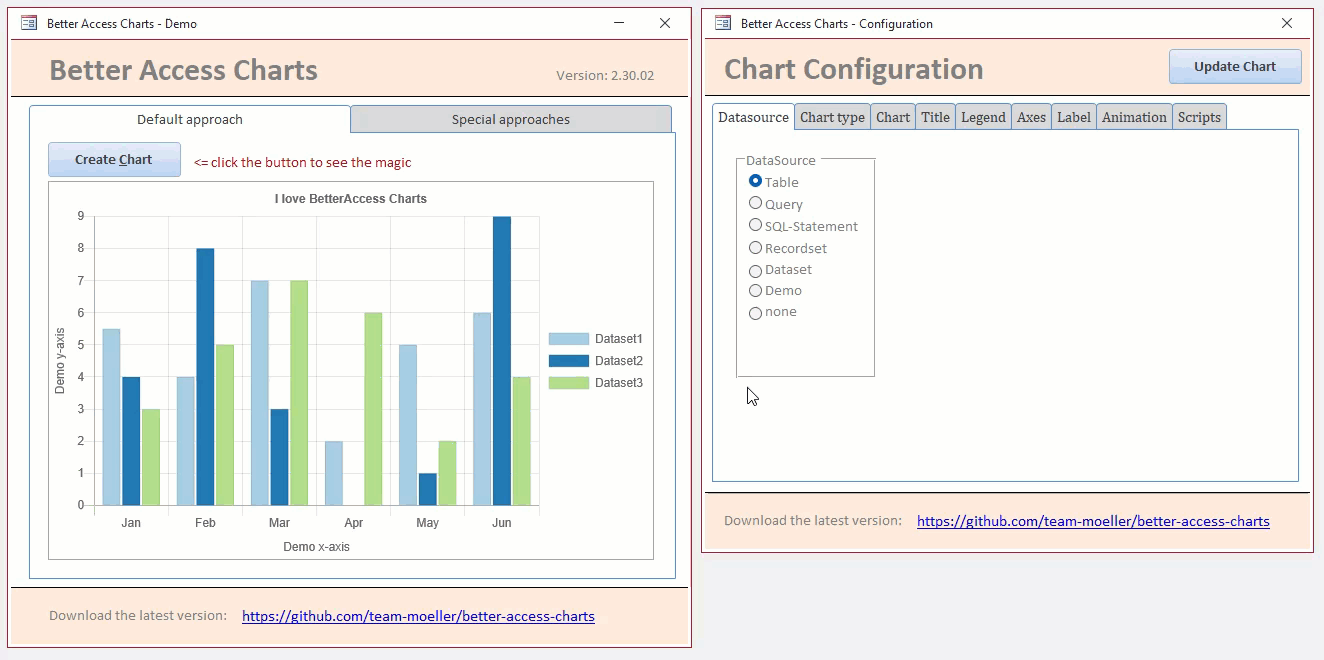 Better Access Charts - Demo
Better Access Charts
Version: 2.30.02
Default approach
Special approaches
Create Chart
<= click the button to see the magic
I love BetterAccess Charts
9
8
7
6
5
4
3
2
1
0
Demo y-axis
Jan Feb Mar Apr May Jun
Demo x-axis
Dataset1
Dataset2
Dataset3
Download the latest version: https://github.com/team-moeller/better-access-charts
Better Access Charts - Configuration
Chart Configuration
Update Chart
Datasource Chart type Chart Title Legend Axes Label Animation Scripts
DataSource
Table
Query
SQL-Statement
Recordset
Dataset
Demo
none
Download the latest version: https://github.com/team-moeller/better-access-charts